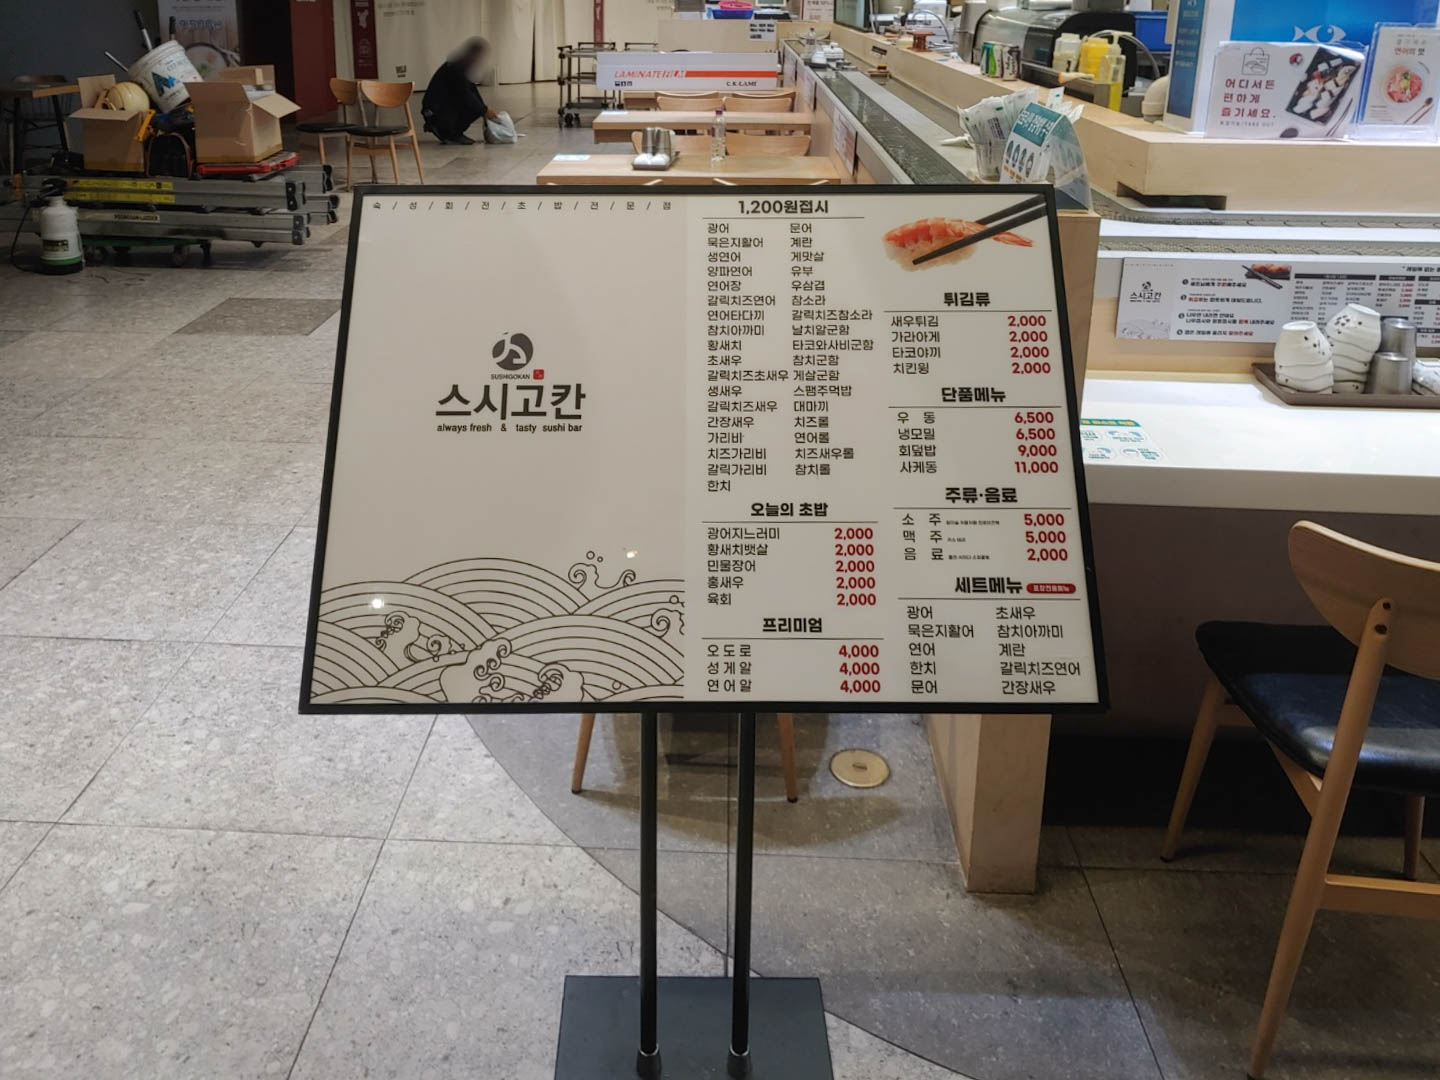 숙/성/회/전/초/밥/전/문/점
SUSHIGOKAN
스시고칸
always fresh & tasty sushi bar
1,200원접시
광어 문어
묵은지활어 계란
생연어 게맛살
양파연어 유부
연어장 우삼겹
갈릭치즈연어 참소라
연어타다끼 갈릭치즈참소라
참치아까미 날치알군함
황새치 타코와사비군함
초새우 참치군함
갈릭치즈초새우 게살군함
생새우 스팸주먹밥
갈릭치즈새우 대마끼
간장새우 치즈롤
가리비 연어롤
치즈가리비 치즈새우롤
갈릭가리비 참치롤
한치
오늘의 초밥
광어지느러미 2,000
황새치뱃살 2,000
민물장어 2,000
홍새우 2,000
육회 2,000
프리미엄
오도로 4,000
성게알 4,000
연어알 4,000
튀김류
새우튀김 2,000
가라아게 2,000
타코야끼 2,000
치킨윙 2,000
단품메뉴
우동 6,500
냉모밀 6,500
회덮밥 9,000
사케동 11,000
주류·음료
소주 5,000
맥주 5,000
음료 2,000
세트메뉴 포장전용메뉴
광어 초새우
묵은지활어 참치아까미
연어 계란
한치 갈릭치즈연어
문어 간장새우
LAMINATE FILM
어디서든
편하게
즐기세요.
연어의 맛
스시고칸